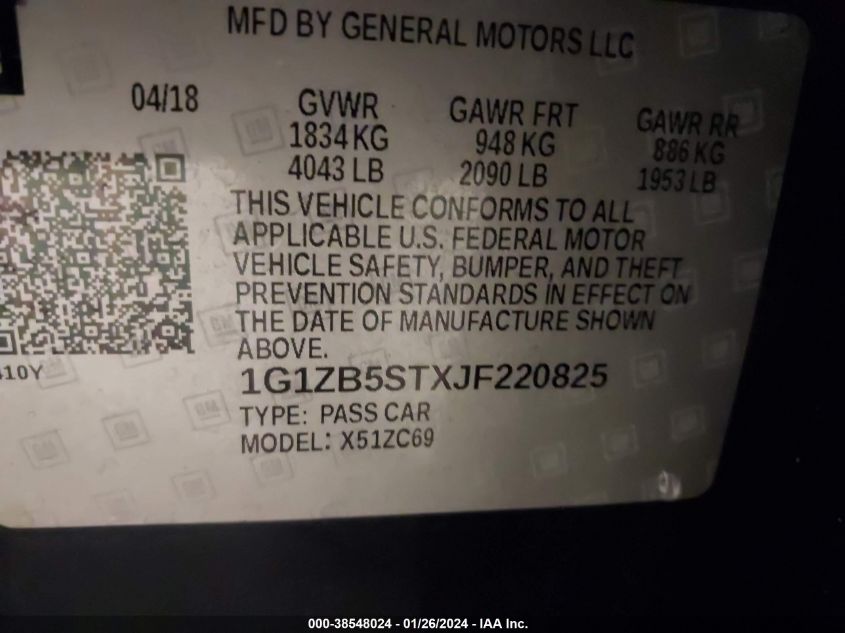 MFD BY GENERAL MOTORS LLC
04/18 GVWR GAWR FRT GAWR RR
1834 KG 948 KG 886 KG
4043 LB 2090 LB 1953 LB
THIS VEHICLE CONFORMS TO ALL
APPLICABLE U.S. FEDERAL MOTOR
VEHICLE SAFETY, BUMPER, AND THEFT
PREVENTION STANDARDS IN EFFECT ON
THE DATE OF MANUFACTURE SHOWN
ABOVE.
1G1ZB5STXJF220825
TYPE: PASS CAR
MODEL: X51ZC69
000-38548024 - 01/26/2024 - IAA Inc.